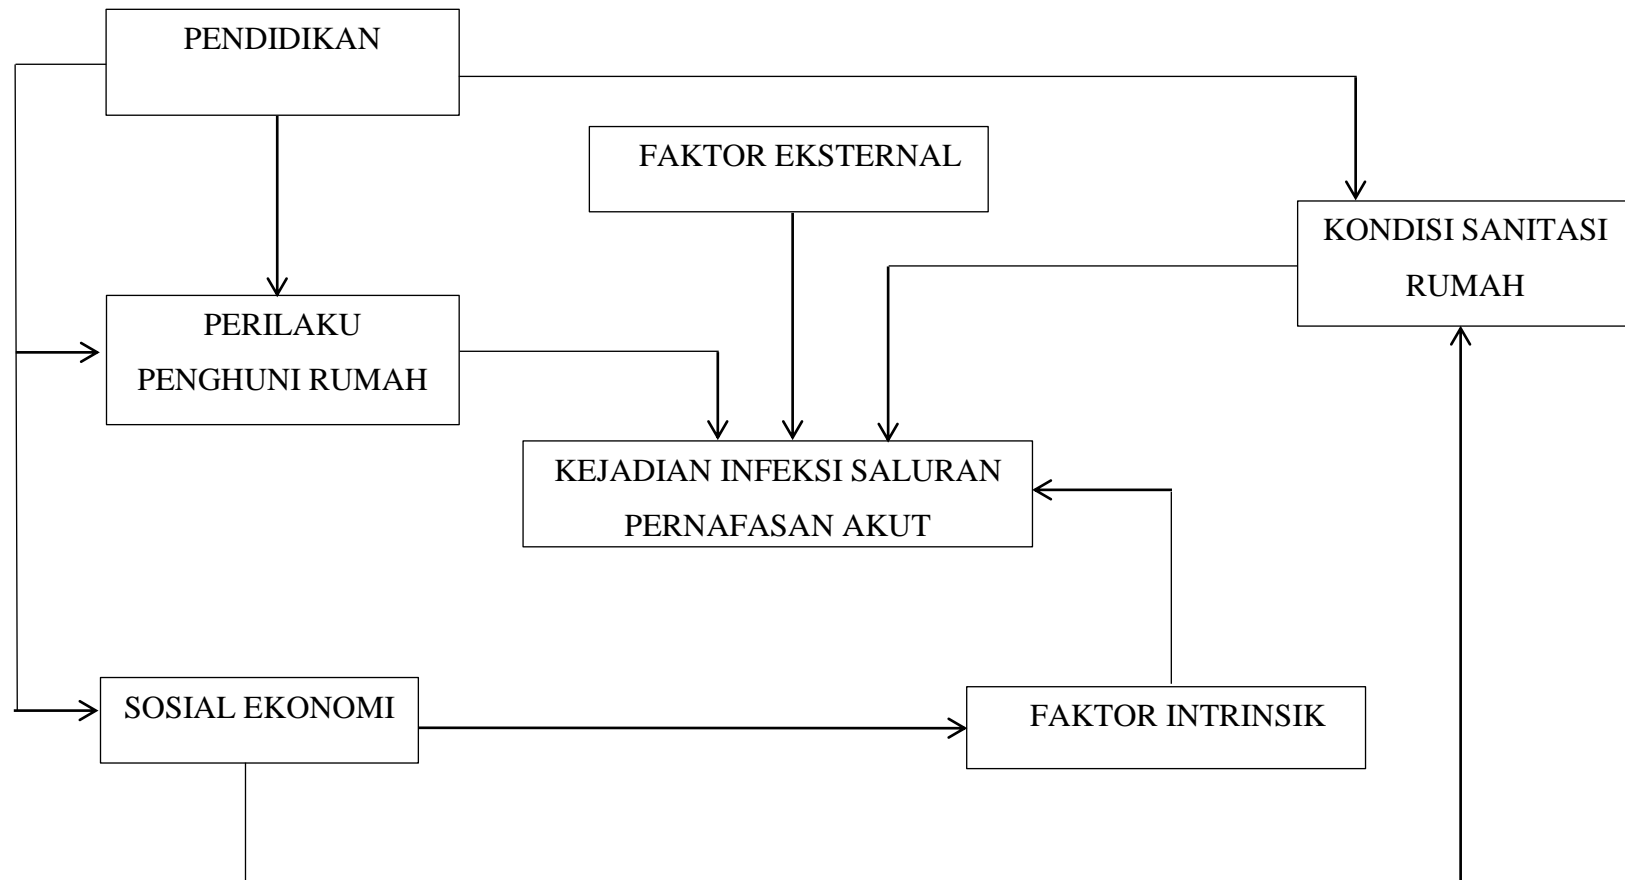 PENDIDIKAN
FAKTOR EKSTERNAL
KONDISI SANITASI
RUMAH
PERILAKU
PENGHUNI RUMAH
KEJADIAN INFEKSI SALURAN
PERNAFASAN AKUT
SOSIAL EKONOMI
FAKTOR INTRINSIK